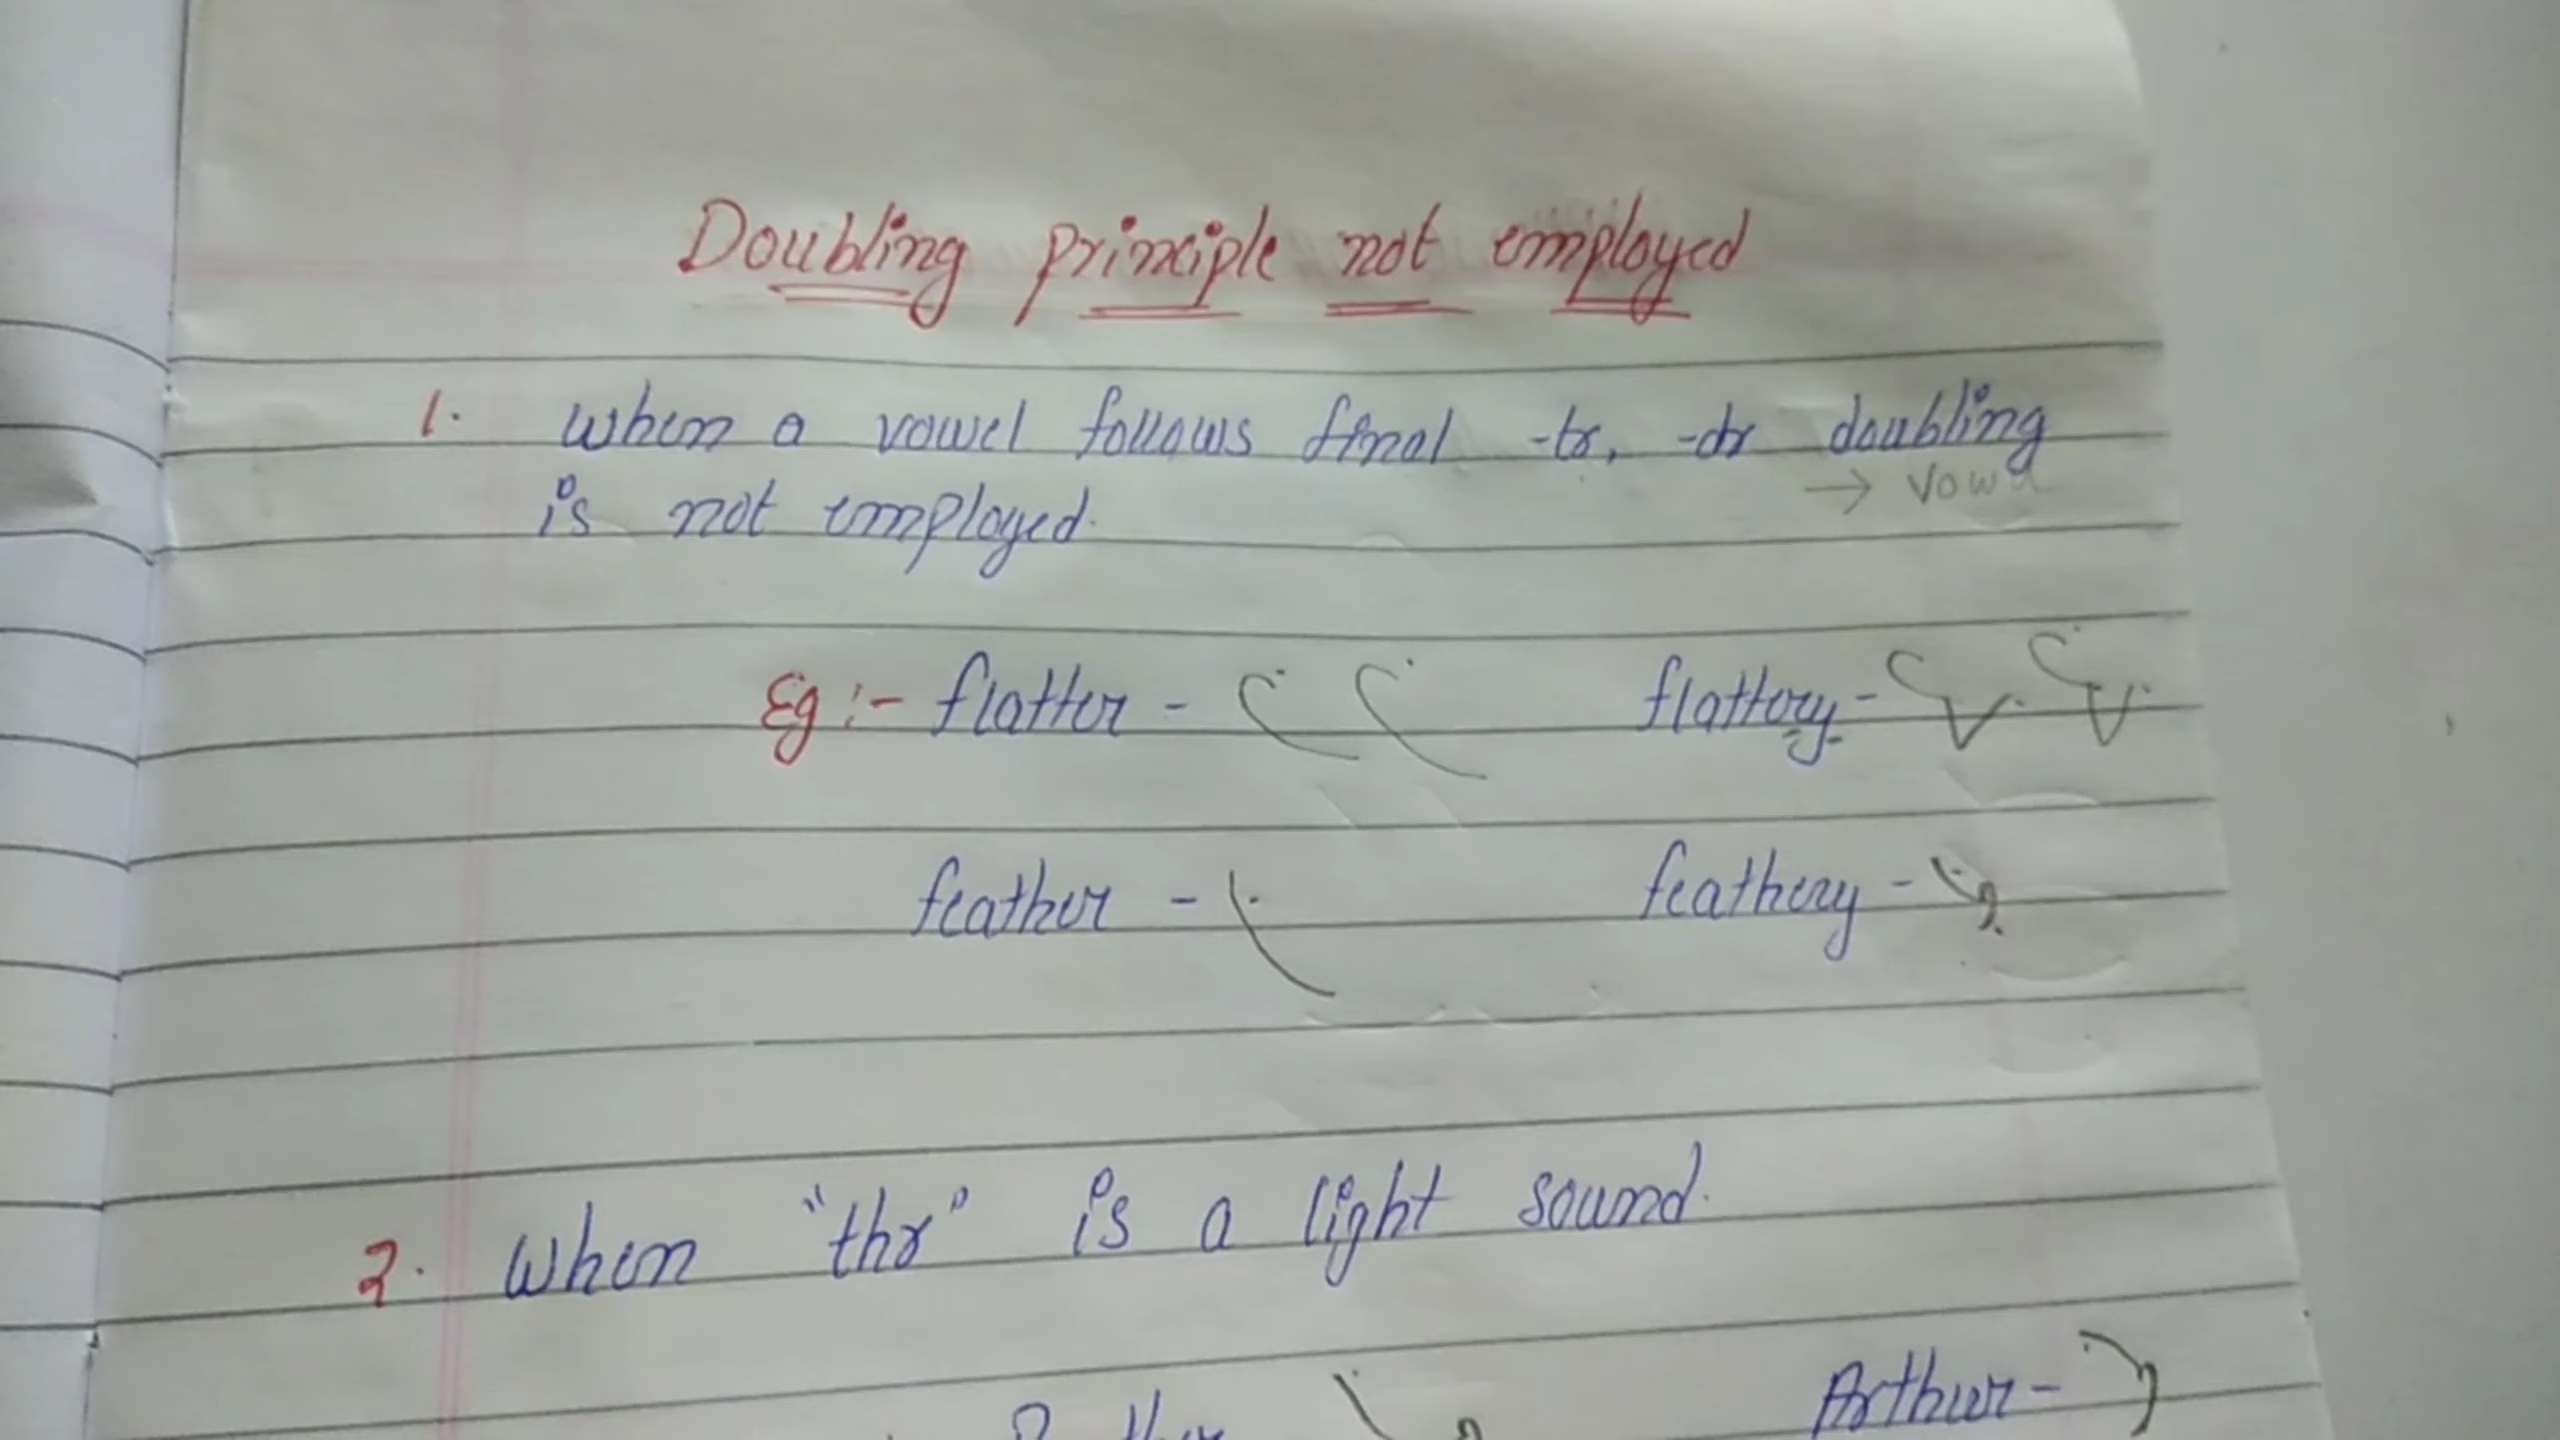 Doubling principle not employed
1. When a vowel follows final -tr, -dr doubling
→ vowel
is not employed.
Eg :- flatter - flattery -
feather - feathery -
2. When "thr" is a light sound.
Arthur -